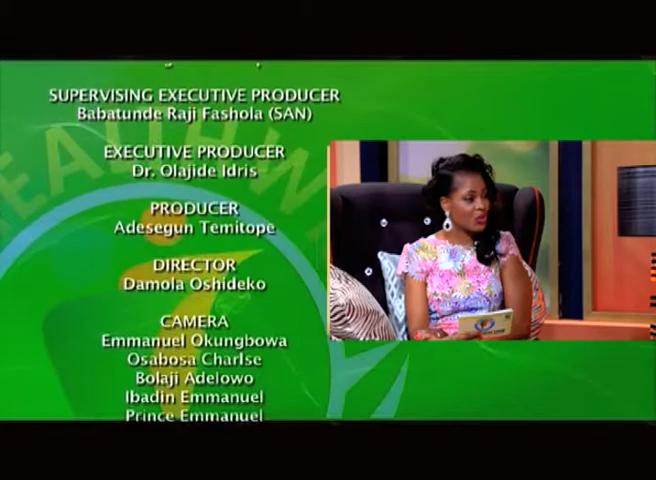 SUPERVISING EXECUTIVE PRODUCER
Babatunde Raji Fashola (SAN)
EXECUTIVE PRODUCER
Dr. Olajide Idris
PRODUCER
Adesegun Temitope
DIRECTOR
Damola Oshideko
CAMERA
Emmanuel Okungbowa
Osabosa Charlse
Bolaji Adelowo
Ibadin Emmanuel
Prince Emmanuel